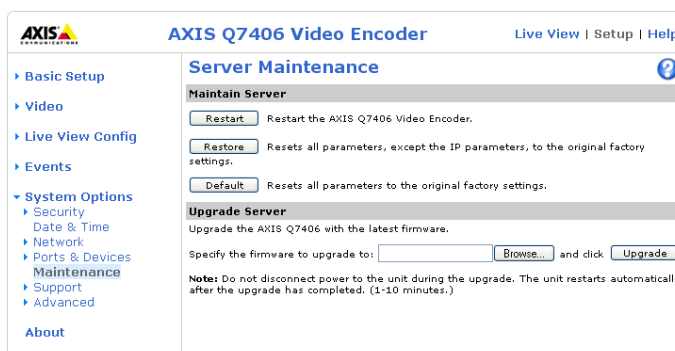 AXIS
COMMUNICATIONS
AXIS Q7406 Video Encoder
Live View | Setup | Help
Basic Setup
Video
Live View Config
Events
System Options
Security
Date & Time
Network
Ports & Devices
Maintenance
Support
Advanced
About
Server Maintenance
?
Maintain Server
Restart Restart the AXIS Q7406 Video Encoder.
Restore Resets all parameters, except the IP parameters, to the original factory
settings.
Default Resets all parameters to the original factory settings.
Upgrade Server
Upgrade the AXIS Q7406 with the latest firmware.
Specify the firmware to upgrade to: Browse... and click Upgrade
Note: Do not disconnect power to the unit during the upgrade. The unit restarts automaticall
after the upgrade has completed. (1-10 minutes.)